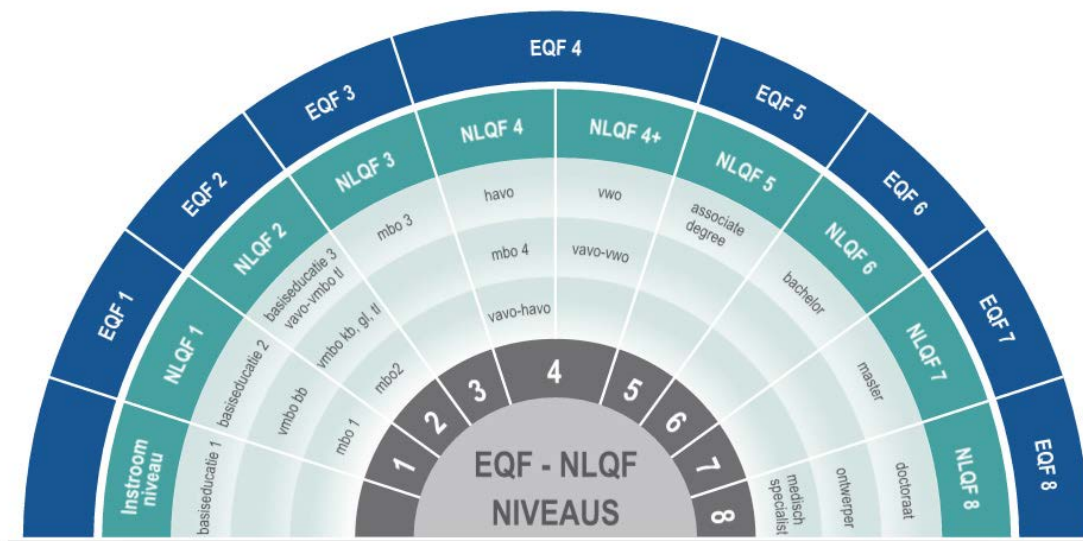 EQF 1
EQF 2
EQF 3
EQF 4
EQF 5
EQF 6
EQF 7
EQF 8
Instroom
niveau
NLQF 1
NLQF 2
NLQF 3
NLQF 4
NLQF 4+
NLQF 5
NLQF 6
NLQF 7
NLQF 8
basiseducatie 1
basiseducatie 2
vmbo bb
mbo 1
basiseducatie 3
vavo-vmbo tl
vmbo kb, gl, tl
mbo2
mbo 3
havo
mbo 4
vavo-havo
vwo
vavo-vwo
associate
degree
bachelor
master
doctoraat
ontwerper
medisch
specialist
1
2
3
4
5
6
7
8
EQF - NLQF
NIVEAUS